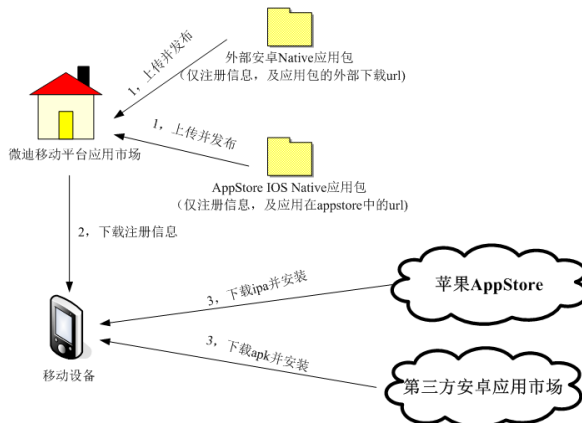 1，上传并发布
外部安卓Native应用包
（仅注册信息，及应用包的外部下载url）
1，上传并发布
微迪移动平台应用市场
AppStore IOS Native应用包
（仅注册信息，及应用在appstore中的url）
2，下载注册信息
3，下载ipa并安装
苹果AppStore
3，下载apk并安装
移动设备
第三方安卓应用市场